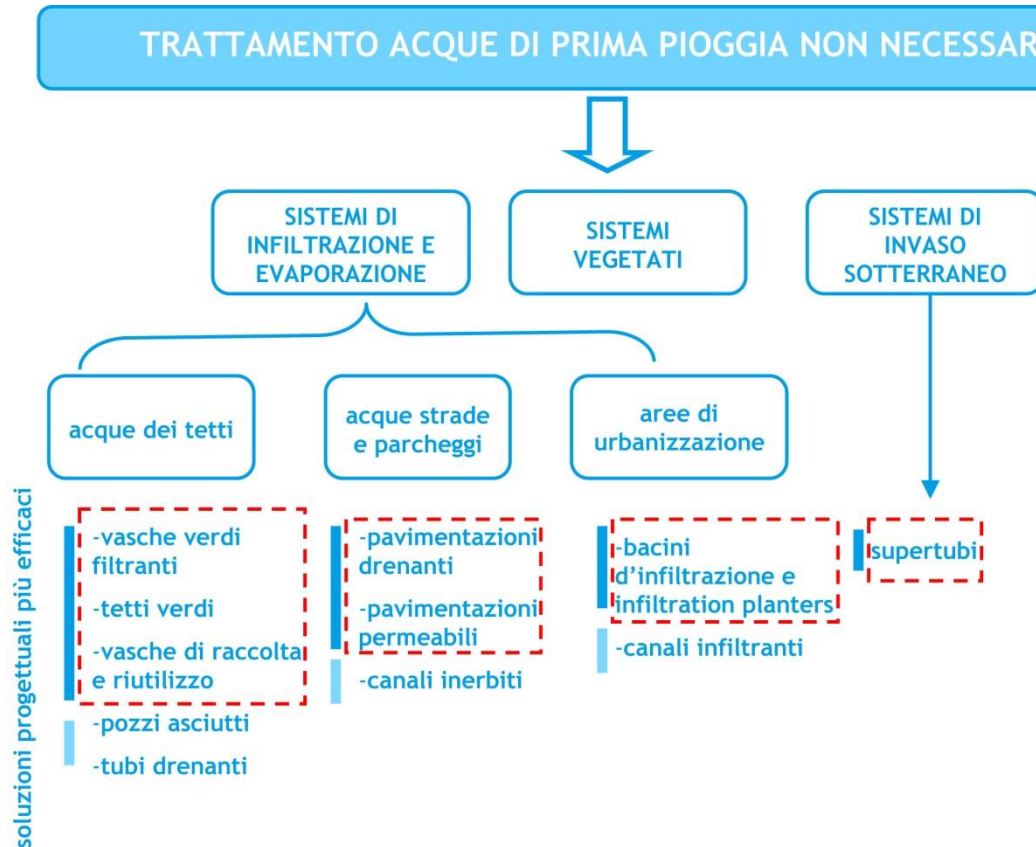 TRATTAMENTO ACQUE DI PRIMA PIOGGIA NON NECESSAR
SISTEMI DI
INFILTRAZIONE E
EVAPORAZIONE
SISTEMI
VEGETATI
SISTEMI DI
INVASO
SOTTERRANEO
acque dei tetti
acque strade
e parcheggi
aree di
urbanizzazione
soluzioni progettuali più efficaci
-vasche verdi
filtranti
-tetti verdi
-vasche di raccolta
e riutilizzo
-pozzi asciutti
-tubi drenanti
-pavimentazioni
drenanti
-pavimentazioni
permeabili
-canali inerbiti
-bacini
d'infiltrazione e
infiltration planters
-canali infiltranti
supertubi